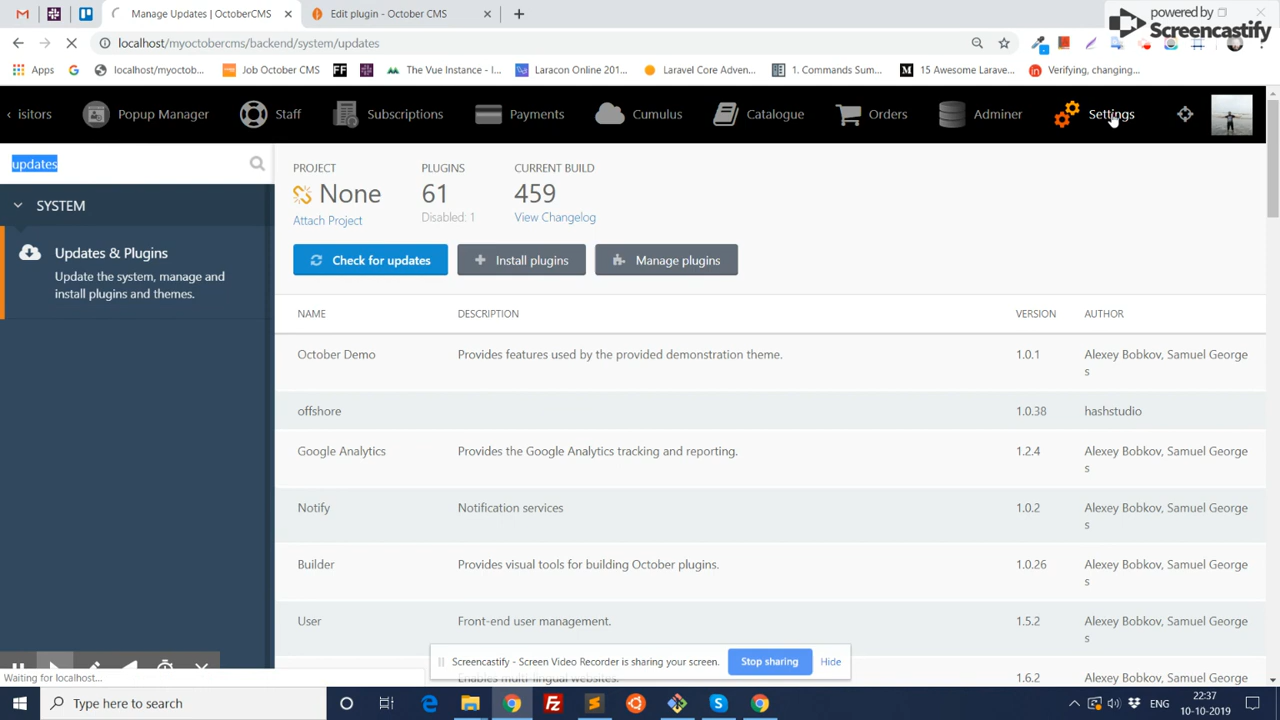 Manage Updates | OctoberCMS
Edit plugin - October CMS
powered by
Screencastify
localhost/myoctobercms/backend/system/updates
Apps
localhost/myoctob...
Job October CMS
The Vue Instance - I...
Laracon Online 201...
Laravel Core Adven...
1. Commands Sum...
15 Awesome Larave...
Verifying, changing...
isitors
Popup Manager
Staff
Subscriptions
Payments
Cumulus
Catalogue
Orders
Adminer
Settings
updates
SYSTEM
Updates & Plugins
Update the system, manage and
install plugins and themes.
PROJECT
None
Attach Project
PLUGINS
61
Disabled: 1
CURRENT BUILD
459
View Changelog
Check for updates
Install plugins
Manage plugins
NAME DESCRIPTION VERSION AUTHOR
October Demo Provides features used by the provided demonstration theme. 1.0.1 Alexey Bobkov, Samuel George
s
offshore 1.0.38 hashstudio
Google Analytics Provides the Google Analytics tracking and reporting. 1.2.4 Alexey Bobkov, Samuel George
s
Notify Notification services 1.0.2 Alexey Bobkov, Samuel George
s
Builder Provides visual tools for building October plugins. 1.0.26 Alexey Bobkov, Samuel George
s
User Front-end user management. 1.5.2 Alexey Bobkov, Samuel George
s
Enables multi-lingual websites. 1.6.2 Alexey Bobkov, Samuel George
Screencastify - Screen Video Recorder is sharing your screen.
Stop sharing
Hide
Waiting for localhost...
Type here to search
ENG
22:37
10-10-2019